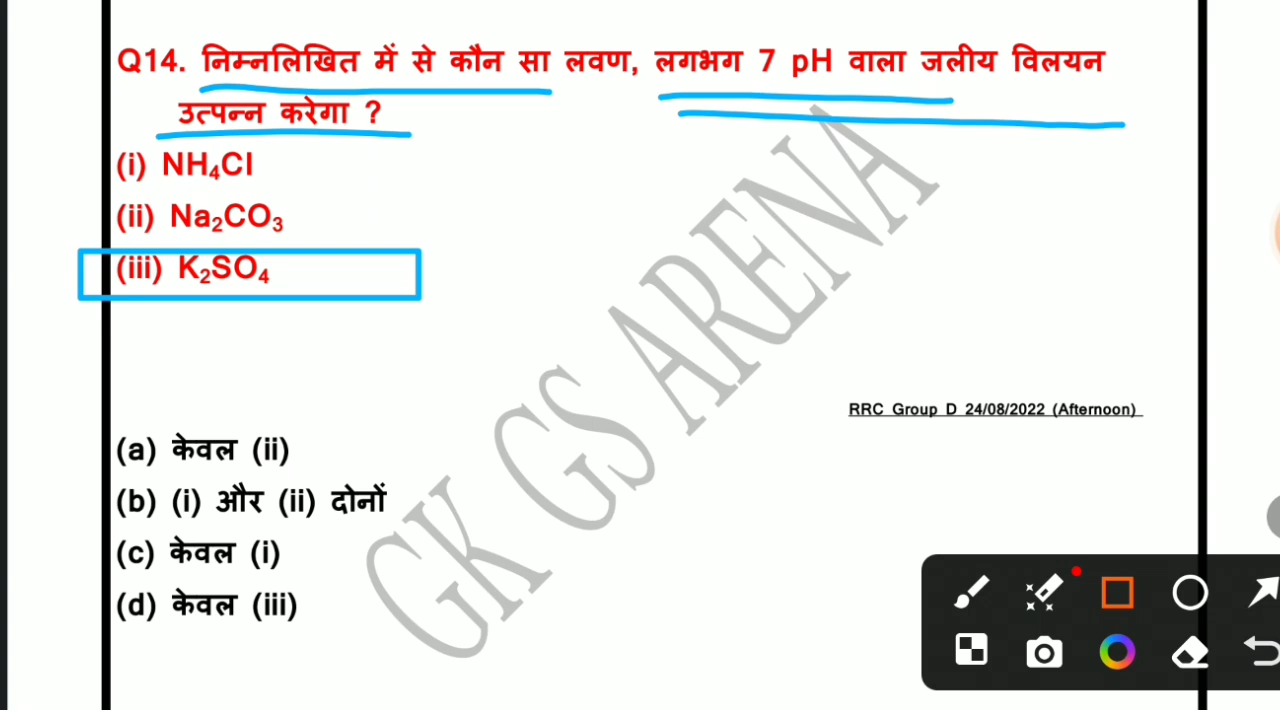 Q14. निम्नलिखित में से कौन सा लवण, लगभग 7 pH वाला जलीय विलयन
उत्पन्न करेगा ?
(i) NH₄Cl
(ii) Na₂CO₃
(iii) K₂SO₄
GK GS ARENA
RRC Group D 24/08/2022 (Afternoon)
(a) केवल (ii)
(b) (i) और (ii) दोनों
(c) केवल (i)
(d) केवल (iii)